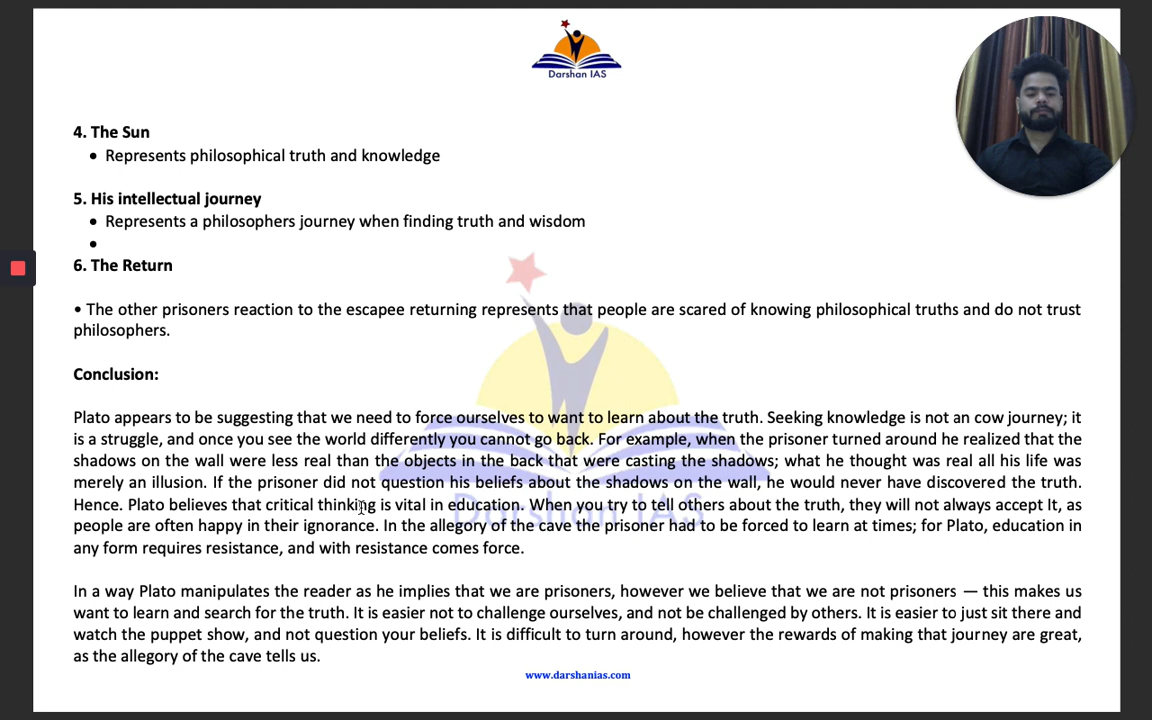 Darshan IAS
4. The Sun
• Represents philosophical truth and knowledge
5. His intellectual journey
• Represents a philosophers journey when finding truth and wisdom
•
6. The Return
• The other prisoners reaction to the escapee returning represents that people are scared of knowing philosophical truths and do not trust
philosophers.
Conclusion:
Plato appears to be suggesting that we need to force ourselves to want to learn about the truth. Seeking knowledge is not an cow journey; it
is a struggle, and once you see the world differently you cannot go back. For example, when the prisoner turned around he realized that the
shadows on the wall were less real than the objects in the back that were casting the shadows; what he thought was real all his life was
merely an illusion. If the prisoner did not question his beliefs about the shadows on the wall, he would never have discovered the truth.
Hence. Plato believes that critical thinking is vital in education. When you try to tell others about the truth, they will not always accept It, as
people are often happy in their ignorance. In the allegory of the cave the prisoner had to be forced to learn at times; for Plato, education in
any form requires resistance, and with resistance comes force.
Darshan IAS
In a way Plato manipulates the reader as he implies that we are prisoners, however we believe that we are not prisoners — this makes us
want to learn and search for the truth. It is easier not to challenge ourselves, and not be challenged by others. It is easier to just sit there and
watch the puppet show, and not question your beliefs. It is difficult to turn around, however the rewards of making that journey are great,
as the allegory of the cave tells us.
www.darshanias.com